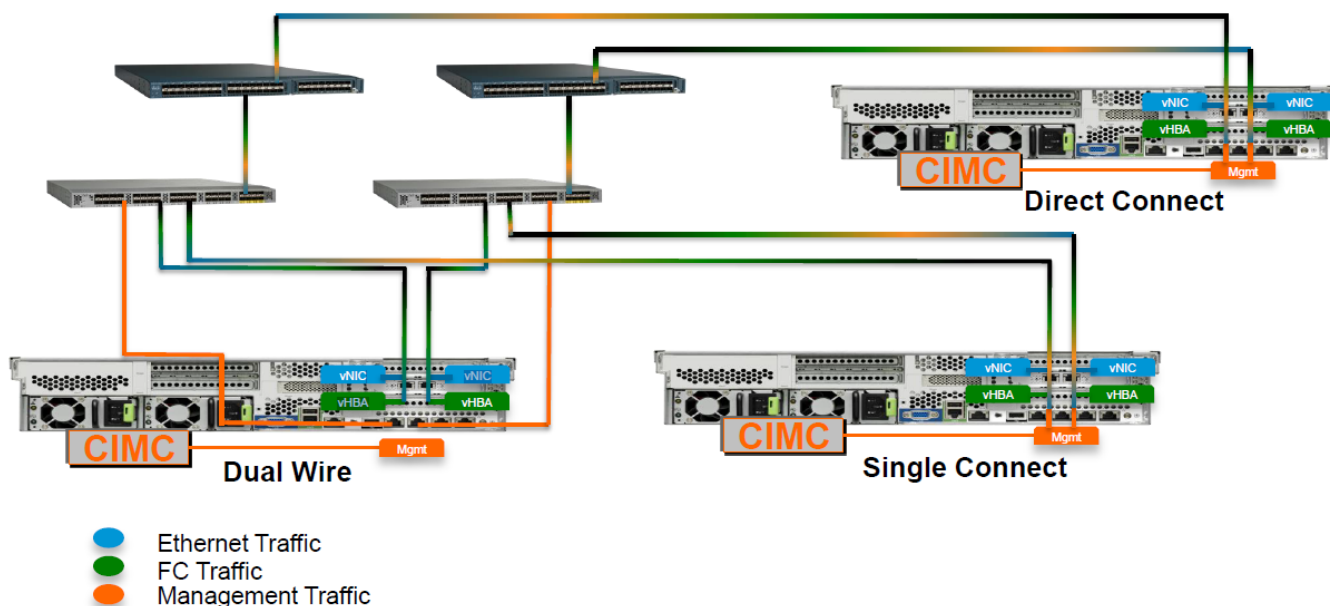 vNIC vNIC
vHBA vHBA
CIMC
Mgmt
Direct Connect
vNIC vNIC
vHBA vHBA
CIMC
Mgmt
Dual Wire
vNIC vNIC
vHBA vHBA
CIMC
Mgmt
Single Connect
Ethernet Traffic
FC Traffic
Management Traffic